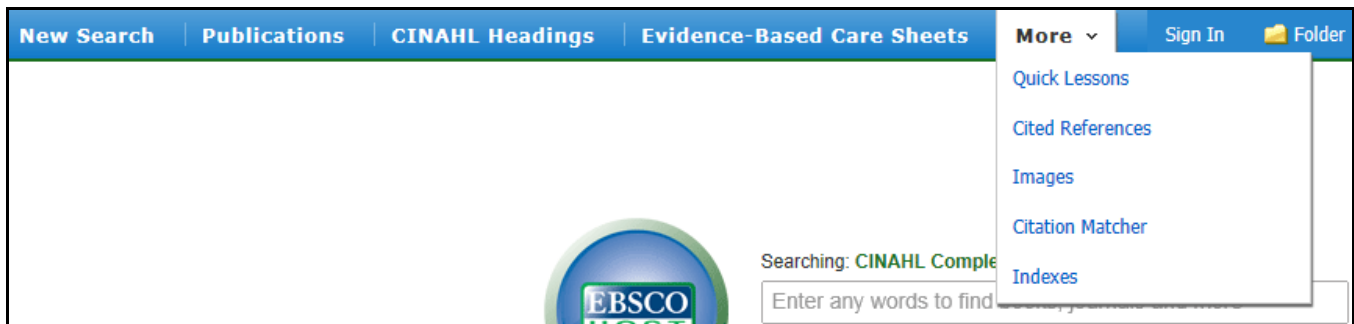 New Search Publications CINAHL Headings Evidence-Based Care Sheets More Sign In Folder
Quick Lessons
Cited References
Images
Citation Matcher
Indexes
Searching: CINAHL Comple
Enter any words to find
EBSCO
HOST